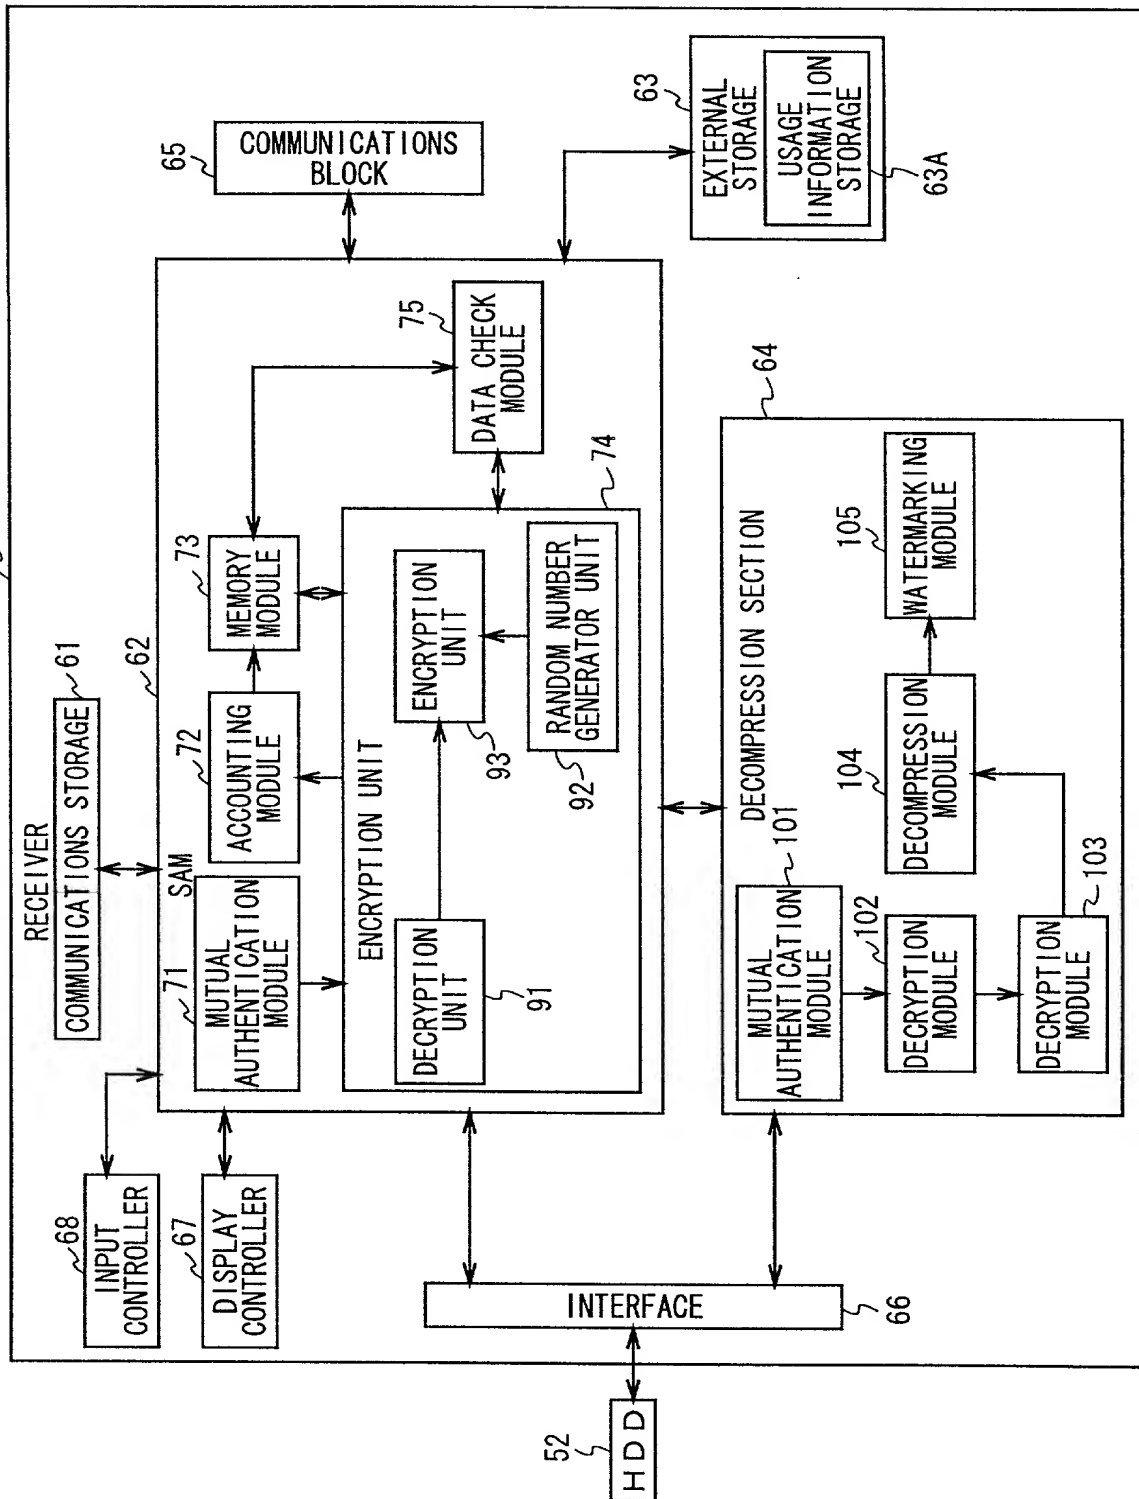 RECEIVER
COMMUNICATIONS STORAGE
61
68
INPUT
CONTROLLER
67
DISPLAY
CONTROLLER
SAM
62
71
MUTUAL
AUTHENTICATION
MODULE
72
ACCOUNTING
MODULE
73
MEMORY
MODULE
75
DATA CHECK
MODULE
65
COMMUNICATIONS
BLOCK
ENCRYPTION UNIT
74
DECRYPTION
UNIT
91
ENCRYPTION
UNIT
93
RANDOM NUMBER
GENERATOR UNIT
92
63
EXTERNAL
STORAGE
USAGE
INFORMATION
STORAGE
63A
52
HDD
INTERFACE
66
DECOMPRESSION SECTION
64
MUTUAL
AUTHENTICATION
MODULE
101
102
DECRYPTION
MODULE
DECRYPTION
MODULE
103
104
DECOMPRESSION
MODULE
105
WATERMARKING
MODULE